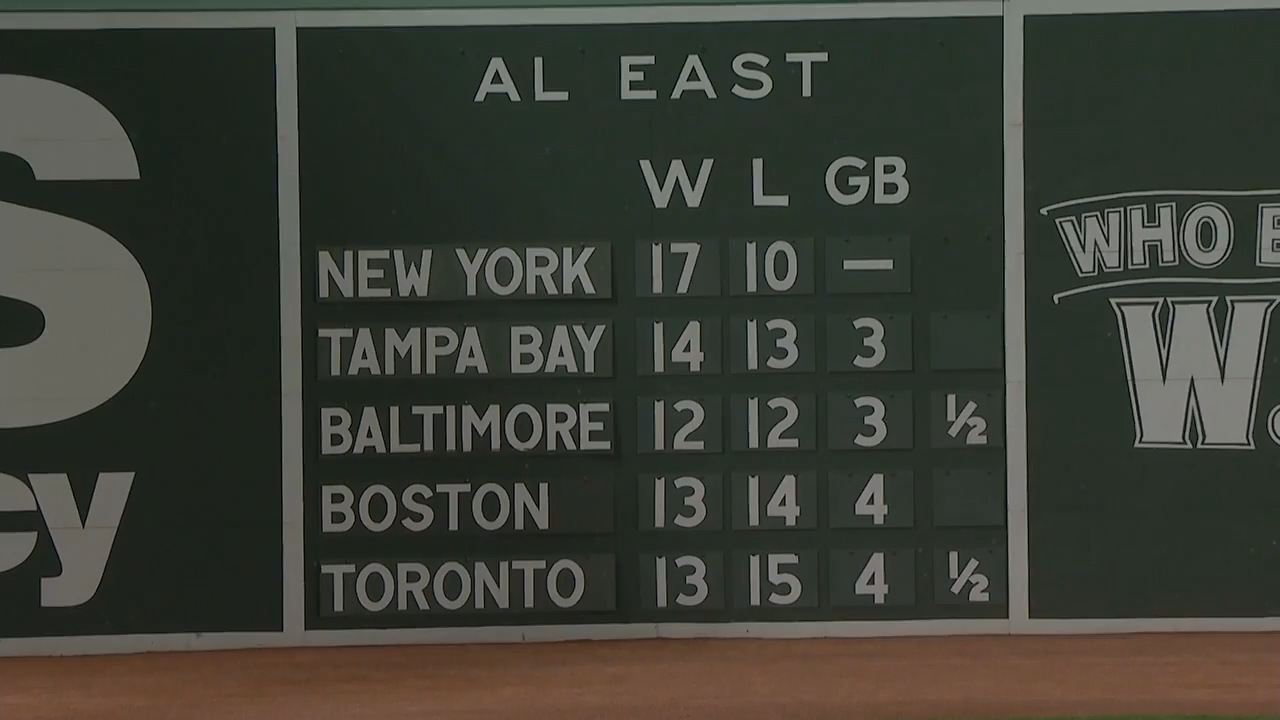 S
ey
AL EAST
W L GB
NEW YORK 17 10 —
TAMPA BAY 14 13 3
BALTIMORE 12 12 3 ½
BOSTON 13 14 4
TORONTO 13 15 4 ½
WHO
W